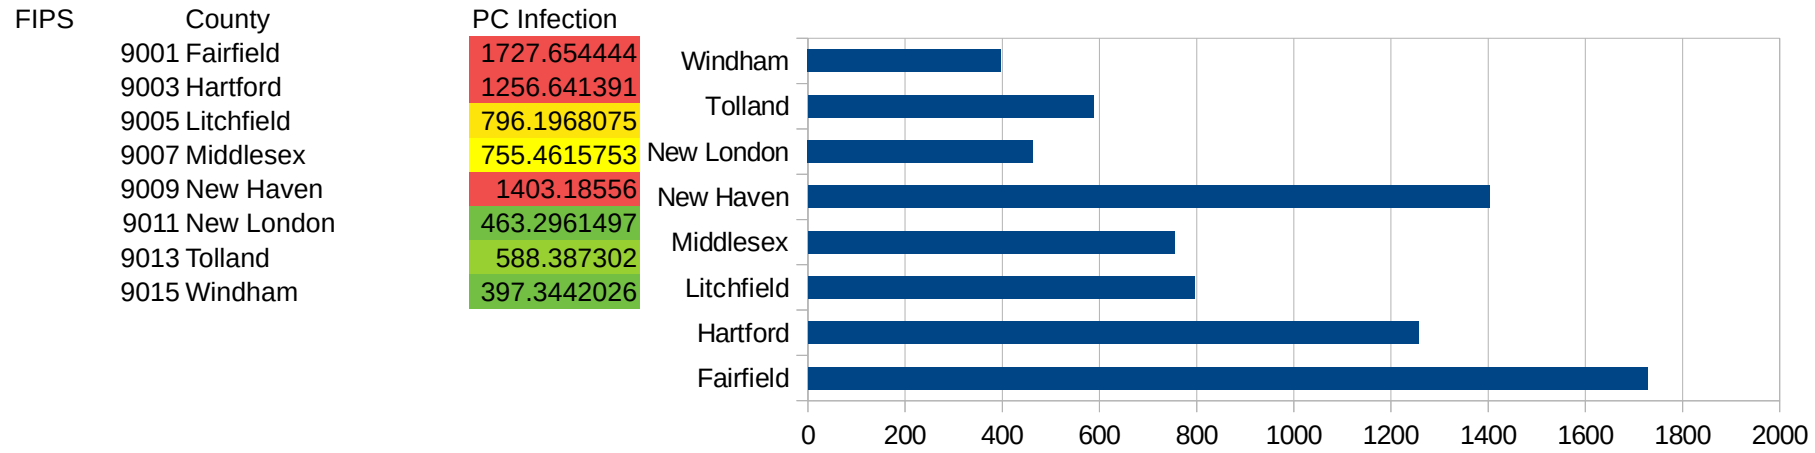 FIPS County PC Infection
9001 Fairfield 1727.654444
9003 Hartford 1256.641391
9005 Litchfield 796.1968075
9007 Middlesex 755.4615753
9009 New Haven 1403.18556
9011 New London 463.2961497
9013 Tolland 588.387302
9015 Windham 397.3442026
Windham
Tolland
New London
New Haven
Middlesex
Litchfield
Hartford
Fairfield
0 200 400 600 800 1000 1200 1400 1600 1800 2000